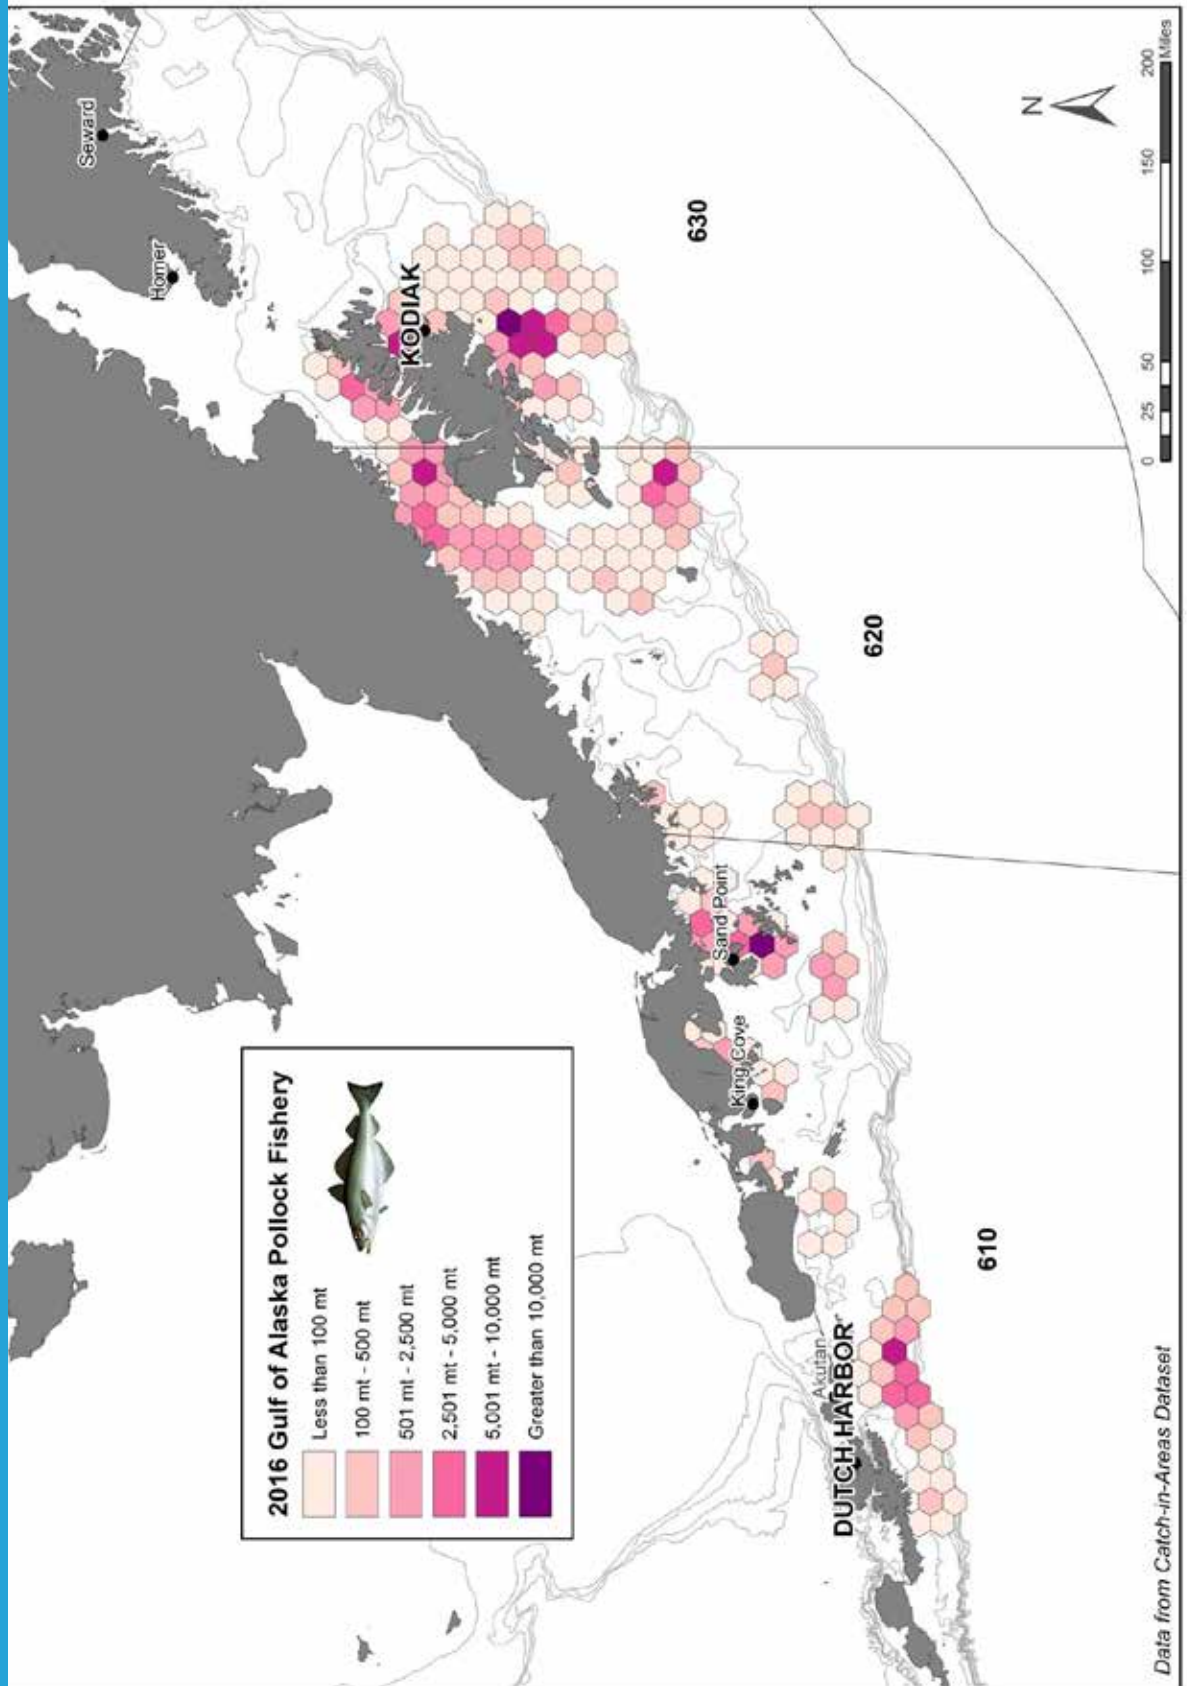 2016 Gulf of Alaska Pollock Fishery
Less than 100 mt
100 mt - 500 mt
501 mt - 2,500 mt
2,501 mt - 5,000 mt
5,001 mt - 10,000 mt
Greater than 10,000 mt
Seward
Homer
KODIAK
630
620
Sand Point
King Cove
610
Akutan
DUTCH HARBOR
N
0 25 50 100 150 200
Miles
Data from Catch-in-Areas Dataset